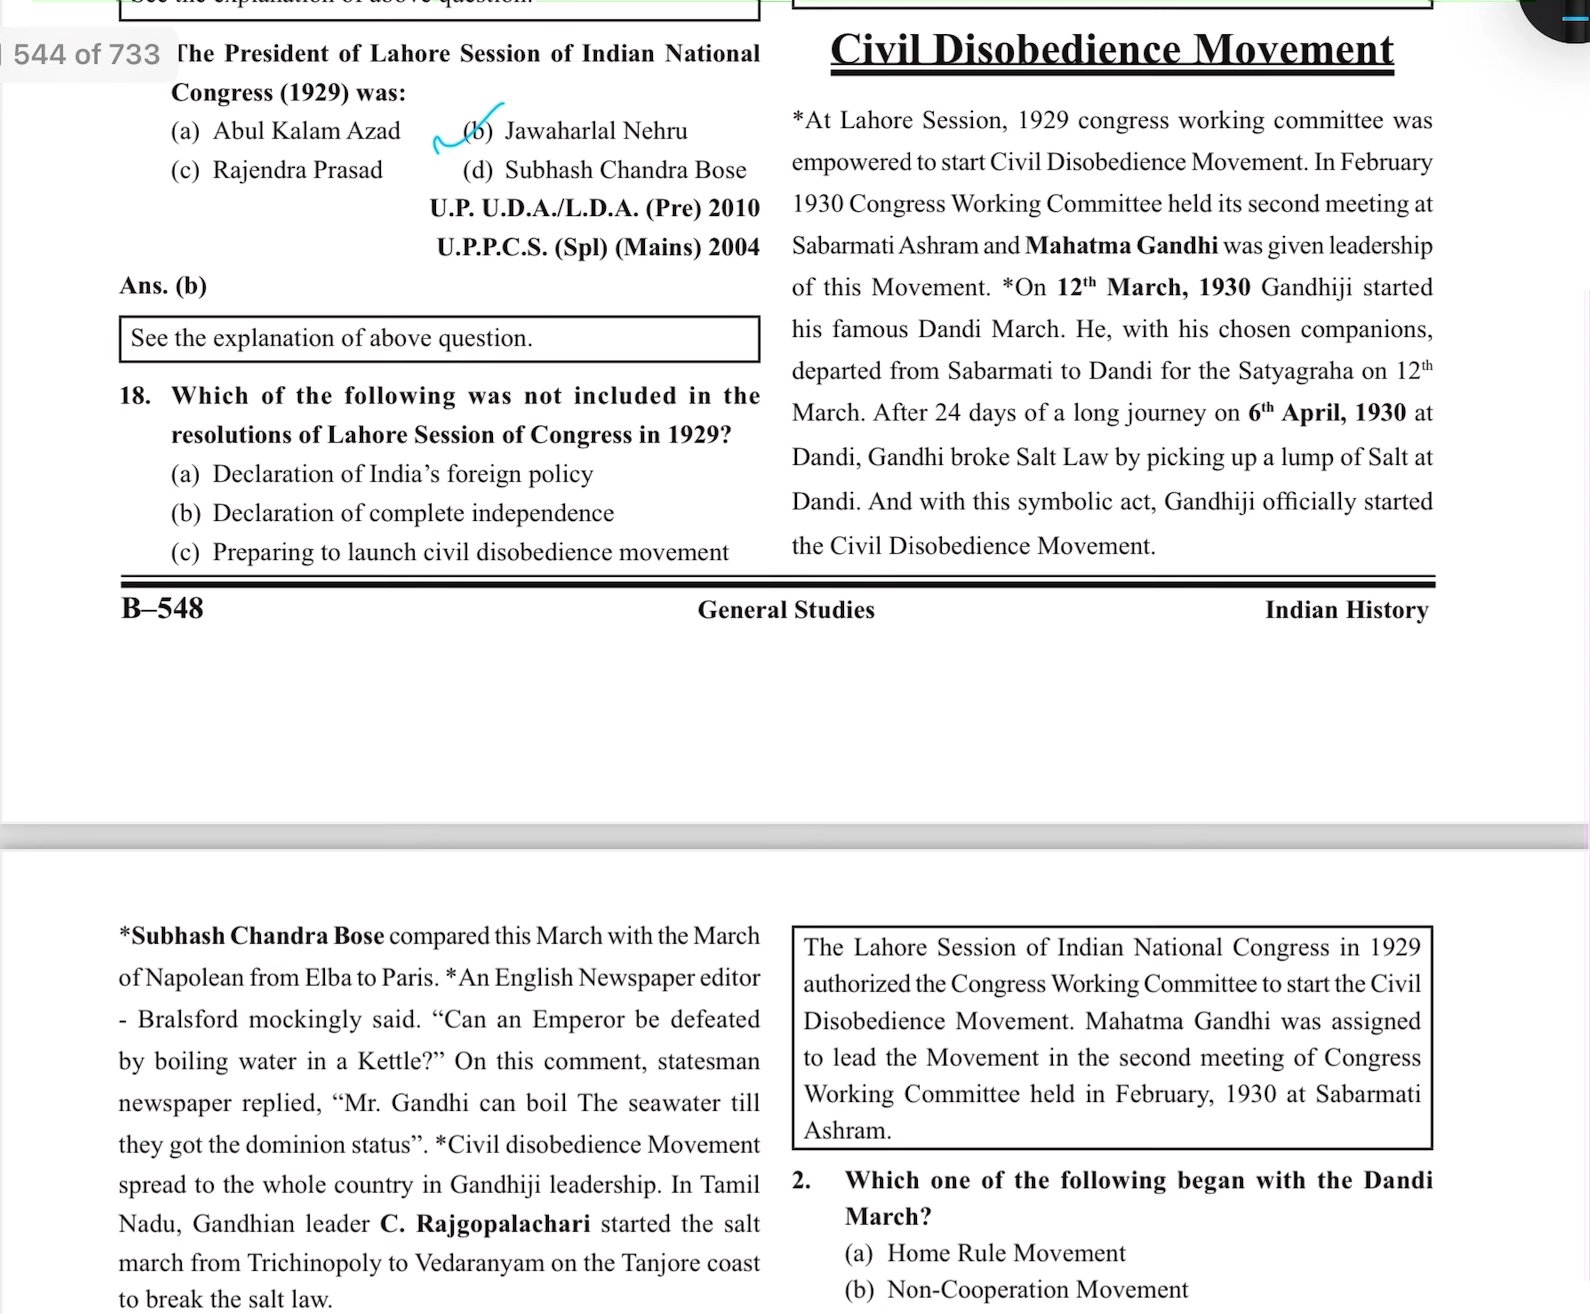 544 of 733
The President of Lahore Session of Indian National
Congress (1929) was:
(a) Abul Kalam Azad (b) Jawaharlal Nehru
(c) Rajendra Prasad (d) Subhash Chandra Bose
U.P. U.D.A./L.D.A. (Pre) 2010
U.P.P.C.S. (Spl) (Mains) 2004
Ans. (b)
See the explanation of above question.
18. Which of the following was not included in the
resolutions of Lahore Session of Congress in 1929?
(a) Declaration of India’s foreign policy
(b) Declaration of complete independence
(c) Preparing to launch civil disobedience movement
Civil Disobedience Movement
*At Lahore Session, 1929 congress working committee was
empowered to start Civil Disobedience Movement. In February
1930 Congress Working Committee held its second meeting at
Sabarmati Ashram and Mahatma Gandhi was given leadership
of this Movement. *On 12th March, 1930 Gandhiji started
his famous Dandi March. He, with his chosen companions,
departed from Sabarmati to Dandi for the Satyagraha on 12th
March. After 24 days of a long journey on 6th April, 1930 at
Dandi, Gandhi broke Salt Law by picking up a lump of Salt at
Dandi. And with this symbolic act, Gandhiji officially started
the Civil Disobedience Movement.
B–548 General Studies Indian History
*Subhash Chandra Bose compared this March with the March
of Napolean from Elba to Paris. *An English Newspaper editor
- Bralsford mockingly said. “Can an Emperor be defeated
by boiling water in a Kettle?” On this comment, statesman
newspaper replied, “Mr. Gandhi can boil The seawater till
they got the dominion status”. *Civil disobedience Movement
spread to the whole country in Gandhiji leadership. In Tamil
Nadu, Gandhian leader C. Rajgopalachari started the salt
march from Trichinopoly to Vedaranyam on the Tanjore coast
to break the salt law.
The Lahore Session of Indian National Congress in 1929
authorized the Congress Working Committee to start the Civil
Disobedience Movement. Mahatma Gandhi was assigned
to lead the Movement in the second meeting of Congress
Working Committee held in February, 1930 at Sabarmati
Ashram.
2. Which one of the following began with the Dandi
March?
(a) Home Rule Movement
(b) Non-Cooperation Movement